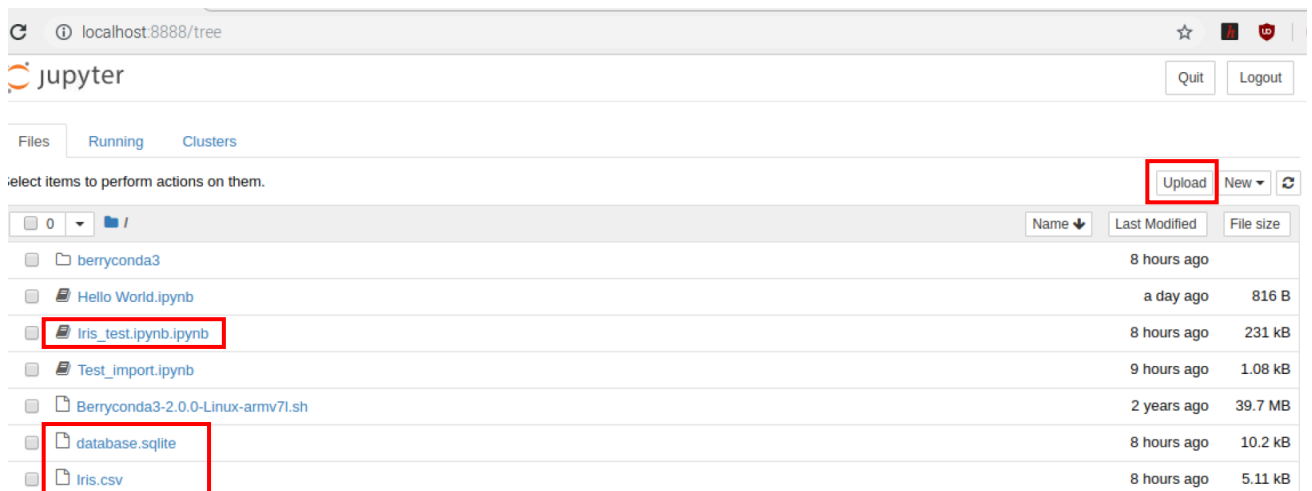 localhost:8888/tree
jupyter Quit Logout
Files Running Clusters
elect items to perform actions on them. Upload New
0 / Name Last Modified File size
berryconda3 8 hours ago
Hello World.ipynb a day ago 816 B
Iris_test.ipynb.ipynb 8 hours ago 231 kB
Test_import.ipynb 9 hours ago 1.08 kB
Berryconda3-2.0.0-Linux-armv7l.sh 2 years ago 39.7 MB
database.sqlite 8 hours ago 10.2 kB
Iris.csv 8 hours ago 5.11 kB